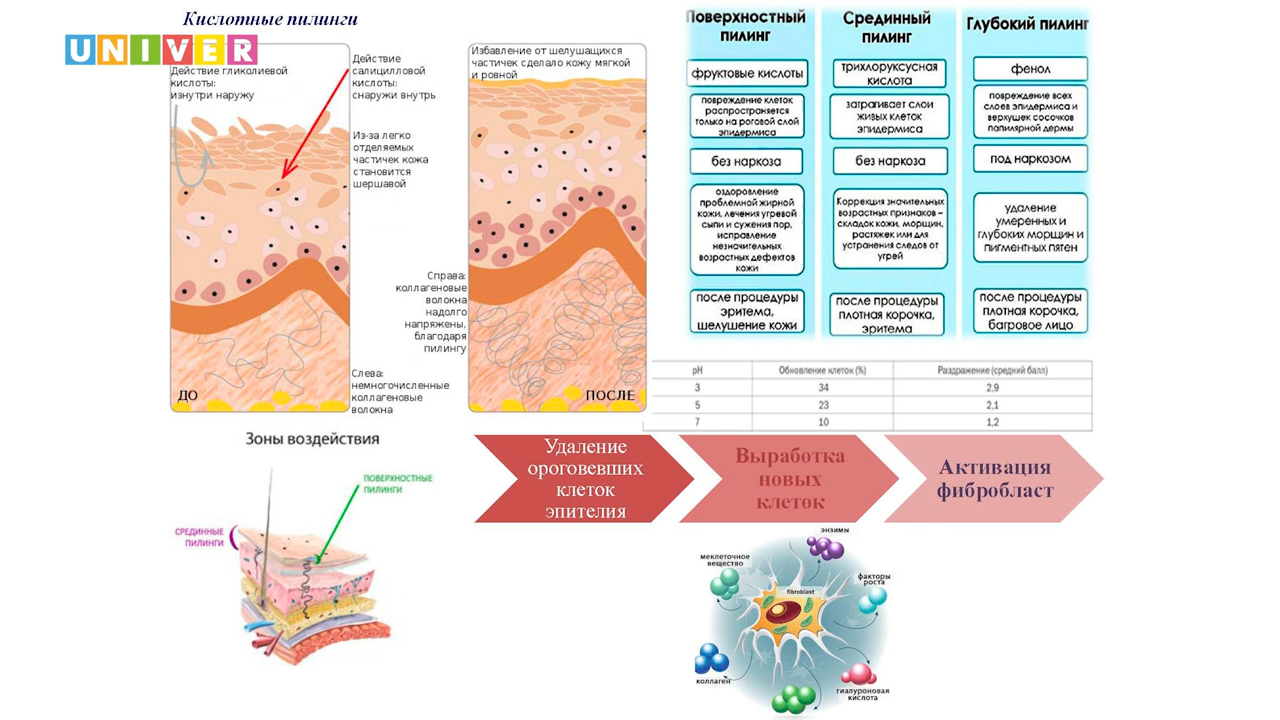 Кислотные пилинги
UNIVER
Действие гликолиевой
кислоты:
изнутри наружу
Действие
салицилловой
кислоты:
снаружи внутрь
Из-за легко
отделяемых
частичек кожа
становится
шершавой
Справа:
коллагеновые
волокна
надолго
напряжены,
благодаря
пилингу
Слева:
немногочисленные
коллагеновые
волокна
ДО
Избавление от шелушащихся
частичек сделало кожу мягкой
и ровной
ПОСЛЕ
Поверхностный
пилинг
фруктовые кислоты
повреждение клеток
распространяется
только на роговой слой
эпидермиса
без наркоза
оздоровление
проблемной жирной
кожи, лечения угревой
сыпи и сужения пор,
исправление
незначительных
возрастных дефектов
кожи
после процедуры
эритема,
шелушение кожи
Срединный
пилинг
трихлоруксусная
кислота
затрагивает слои
живых клеток
эпидермиса
без наркоза
Коррекция значительных
возрастных признаков –
складок кожи, морщин,
растяжек или для
устранения следов от
угрей
после процедуры
плотная корочка,
эритема
Глубокий пилинг
фенол
повреждение всех
слоев эпидермиса и
верхушек сосочков
папилярной дермы
под наркозом
удаление
умеренных и
глубоких морщин и
пигментных пятен
после процедуры
плотная корочка,
багровое лицо
pH Обновление клеток (%) Раздражение (средний балл)
3 34 2,9
5 23 2,1
7 10 1,2
Зоны воздействия
ПОВЕРХНОСТНЫЕ
ПИЛИНГИ
СРЕДИННЫЕ
ПИЛИНГИ
Удаление
ороговевших
клеток
эпителия
Выработка
новых
клеток
Активация
фибробласт
энзимы
меклеточное
вещество
факторы
роста
fibroblast
коллаген
гиалуроновая
кислота